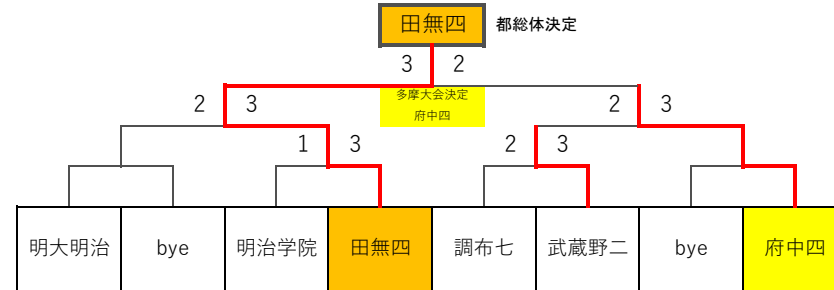 田無四
都総体決定
3 2
多摩大会決定
府中四
2 3
2 3
1 3
2 3
明大明治
bye
明治学院
田無四
調布七
武蔵野二
bye
府中四